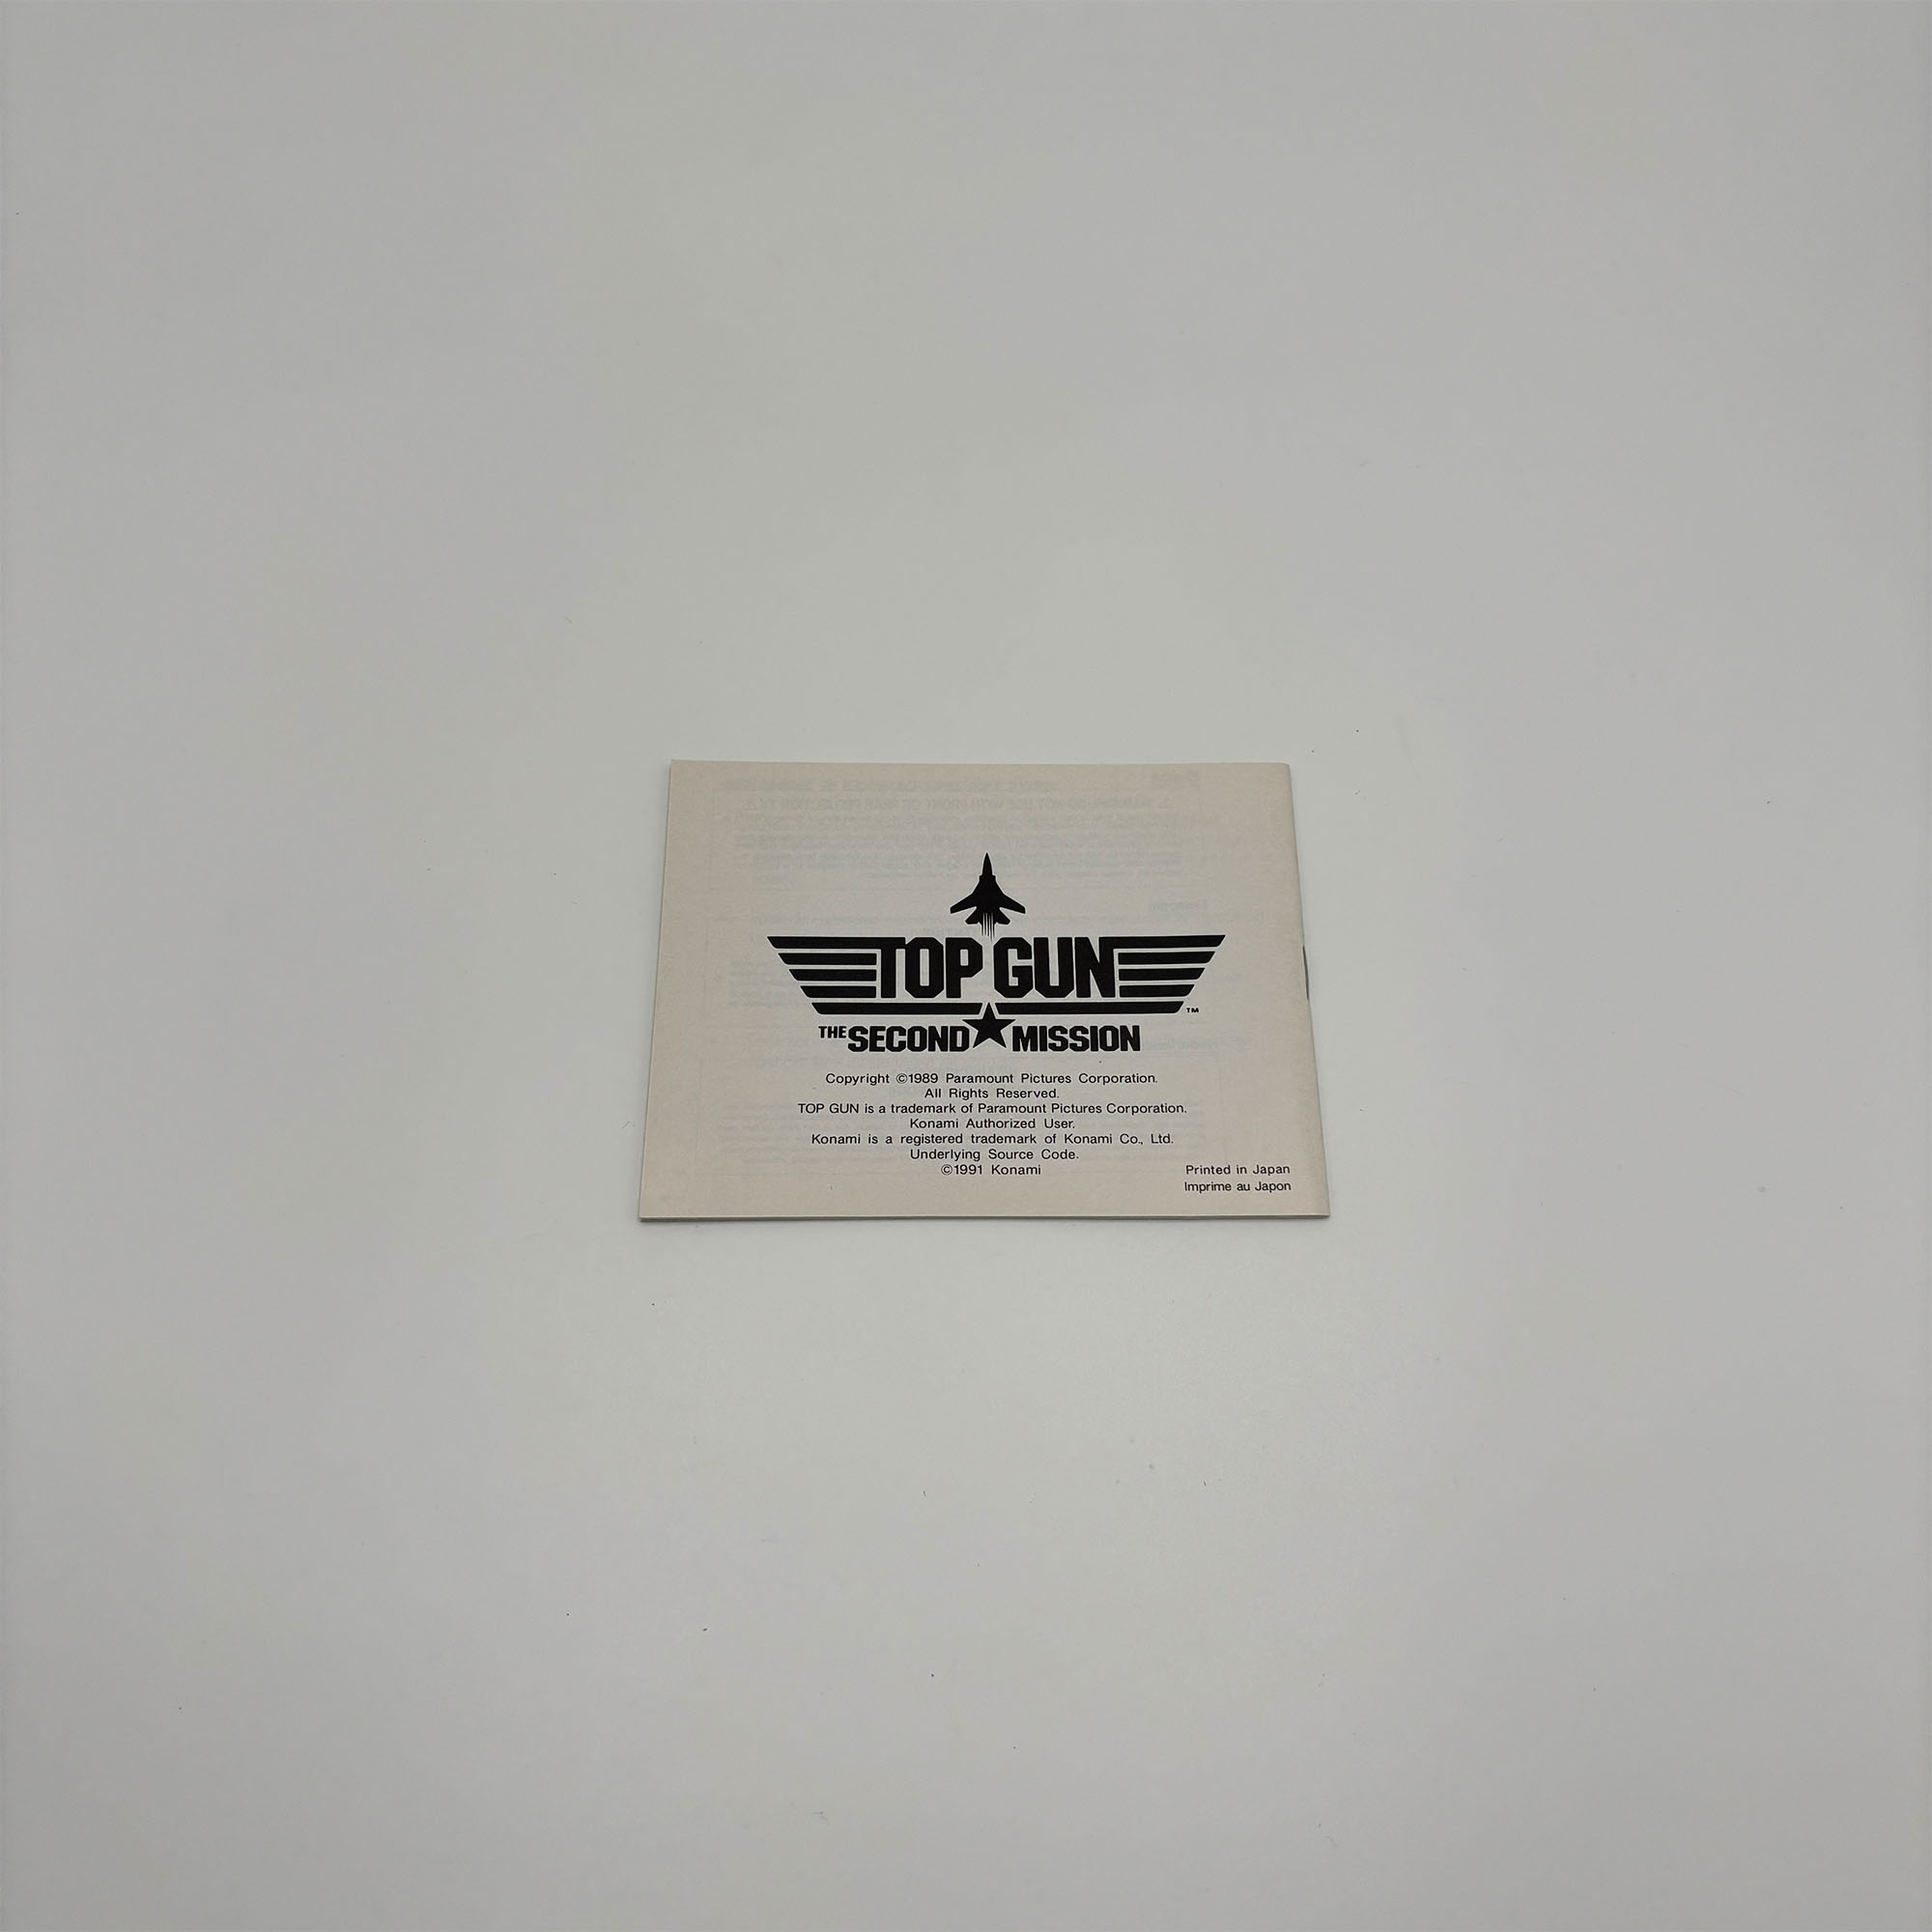 TOP GUN
™
THE SECOND MISSION
Copyright ©1989 Paramount Pictures Corporation.
All Rights Reserved.
TOP GUN is a trademark of Paramount Pictures Corporation.
Konami Authorized User.
Konami is a registered trademark of Konami Co., Ltd.
Underlying Source Code.
©1991 Konami
Printed in Japan
Imprime au Japon